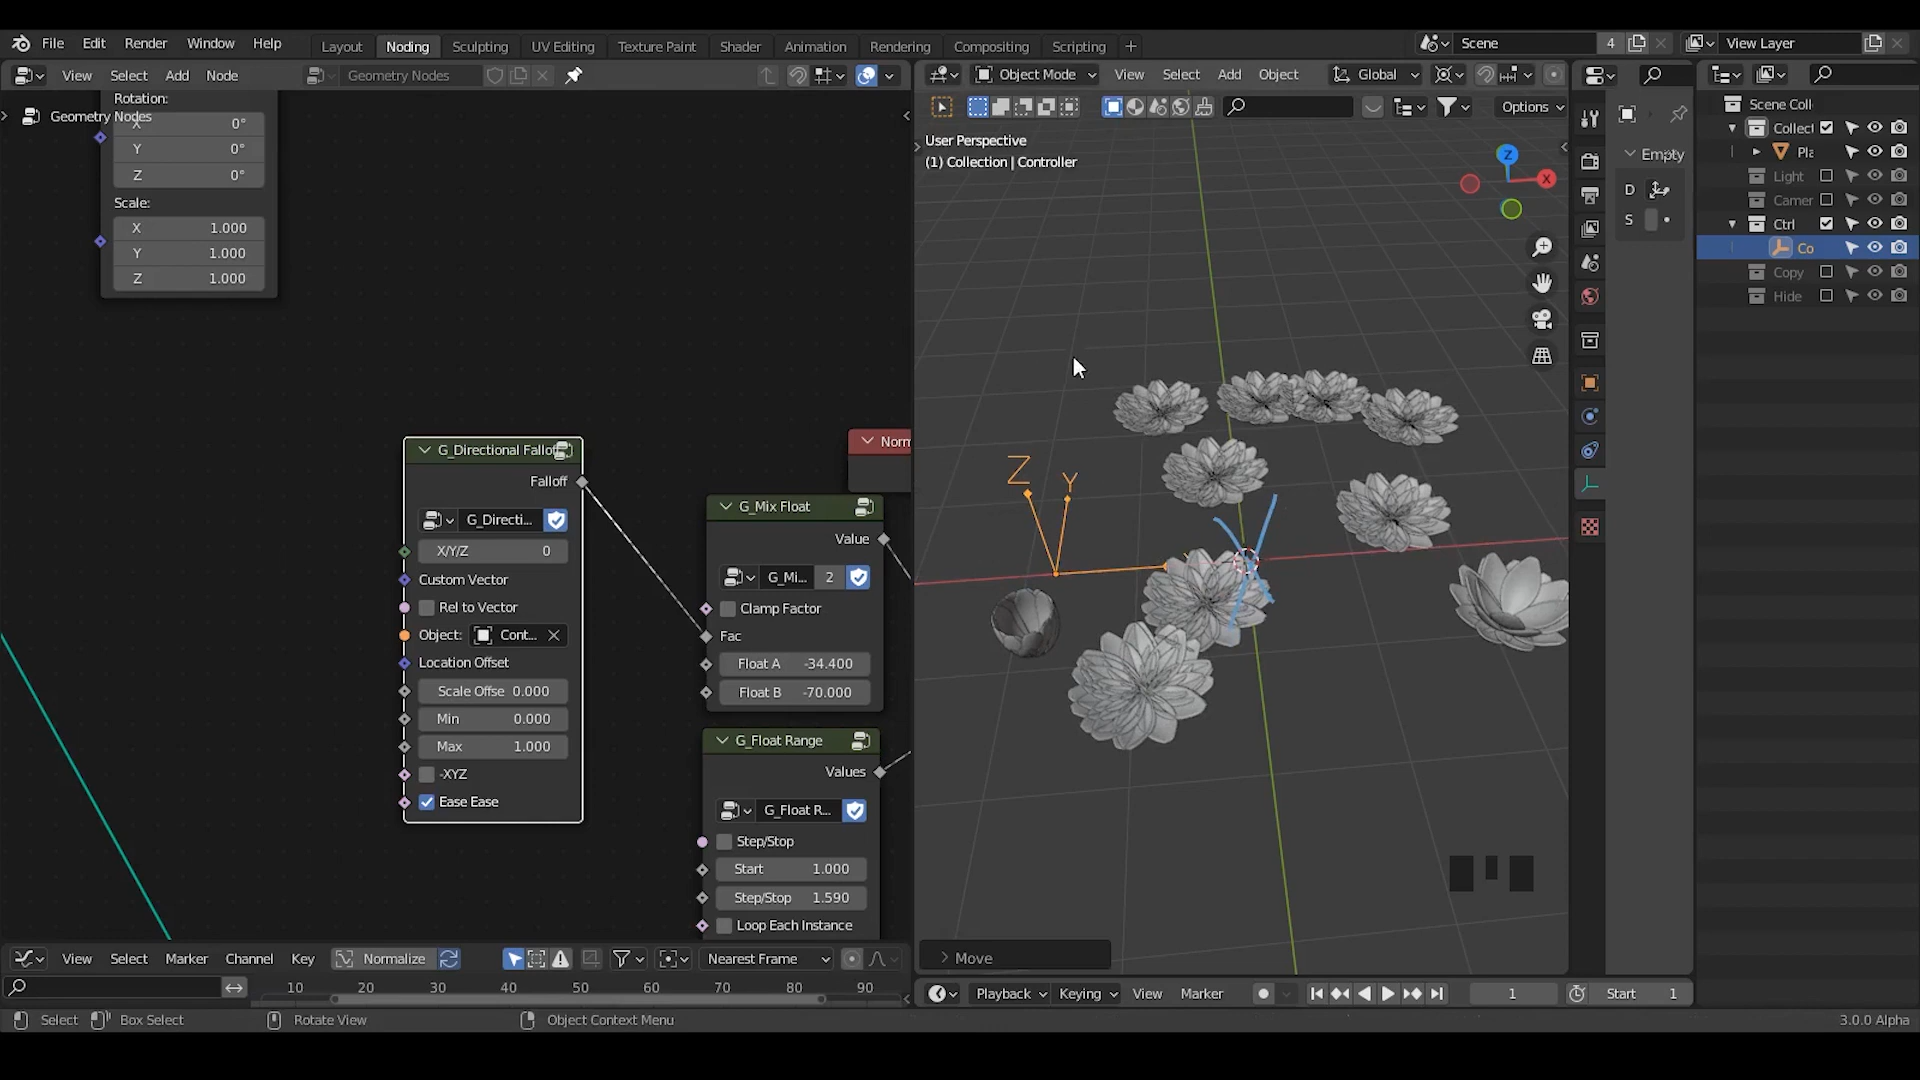 File Edit Render Window Help
Layout Noding Sculpting UV Editing Texture Paint Shader Animation Rendering Compositing Scripting +
Scene 4 View Layer
View Select Add Node Geometry Nodes
Object Mode View Select Add Object Global
Options
Geometry Nodes
Rotation:
X 0°
Y 0°
Z 0°
Scale:
X 1.000
Y 1.000
Z 1.000
G_Directional Fallof
Falloff
G_Directi...
X/Y/Z 0
Custom Vector
Rel to Vector
Object: Cont...
Location Offset
Scale Offse 0.000
Min 0.000
Max 1.000
-XYZ
Ease Ease
Norm
G_Mix Float
Value
G_Mi... 2
Clamp Factor
Fac
Float A -34.400
Float B -70.000
G_Float Range
Values
G_Float R...
Step/Stop
Start 1.000
Step/Stop 1.590
Loop Each Instance
User Perspective
(1) Collection | Controller
Z
X
Z Y
Move
Empty
D
S
Scene Coll
Collect
Pla
Light
Camer
Ctrl
Co
Copy
Hide
View Select Marker Channel Key Normalize Nearest Frame
10 20 30 40 50 60 70 80 90
Playback Keying View Marker 1 Start 1
Select Box Select Rotate View Object Context Menu 3.0.0 Alpha